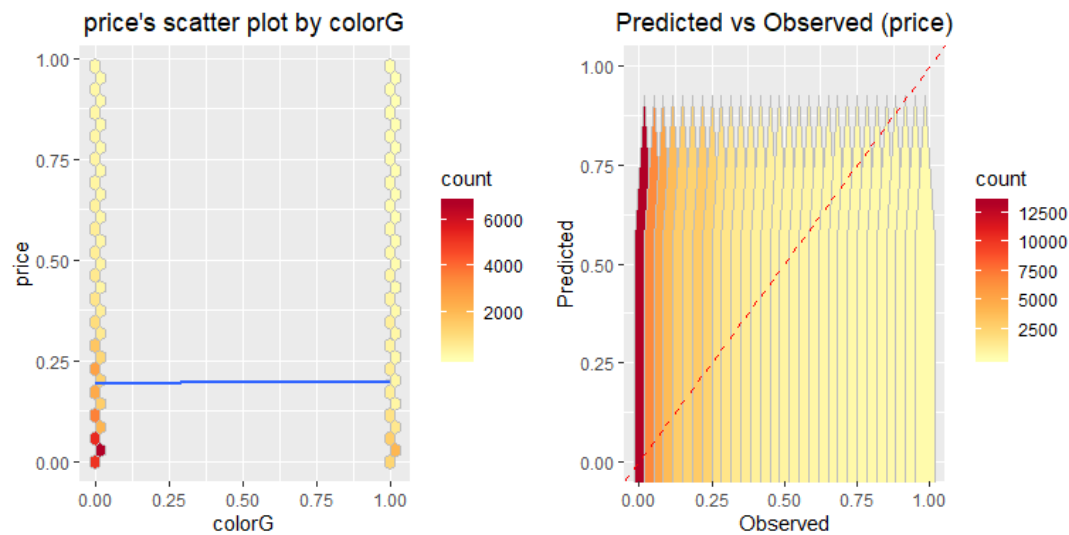 price's scatter plot by colorG
1.00
0.75
0.50
0.25
0.00
price
0.00 0.25 0.50 0.75 1.00
colorG
count
6000
4000
2000
Predicted vs Observed (price)
1.00
0.75
0.50
0.25
0.00
Predicted
0.00 0.25 0.50 0.75 1.00
Observed
count
12500
10000
7500
5000
2500